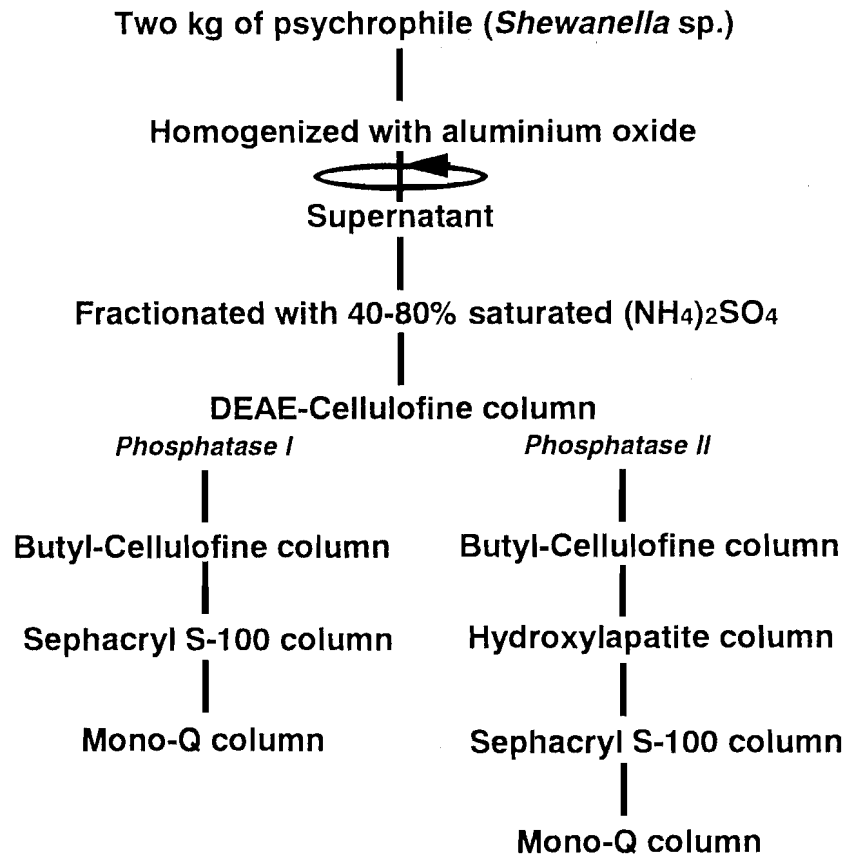 Two kg of psychrophile (Shewanella sp.)
Homogenized with aluminium oxide
Supernatant
Fractionated with 40-80% saturated (NH4)2SO4
DEAE-Cellulofine column
Phosphatase I
Phosphatase II
Butyl-Cellulofine column
Butyl-Cellulofine column
Sephacryl S-100 column
Hydroxylapatite column
Mono-Q column
Sephacryl S-100 column
Mono-Q column